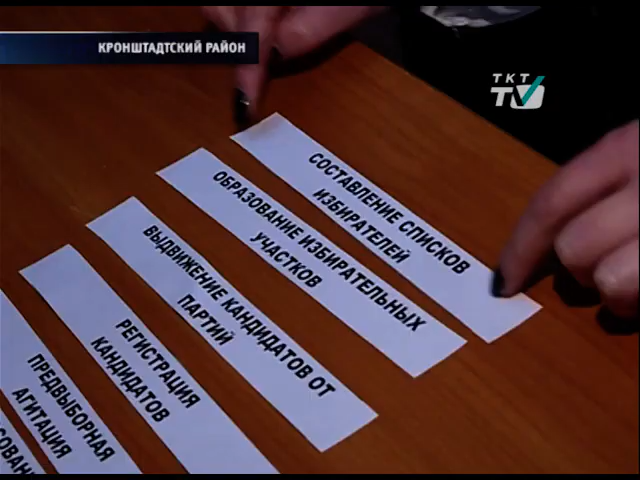 КРОНШТАДТСКИЙ РАЙОН
ТКТ
TV
СОСТАВЛЕНИЕ СПИСКОВ
ИЗБИРАТЕЛЕЙ
ОБРАЗОВАНИЕ ИЗБИРАТЕЛЬНЫХ
УЧАСТКОВ
ВЫДВИЖЕНИЕ КАНДИДАТОВ ОТ
ПАРТИЙ
РЕГИСТРАЦИЯ
КАНДИДАТОВ
ПРЕДВЫБОРНАЯ
АГИТАЦИЯ